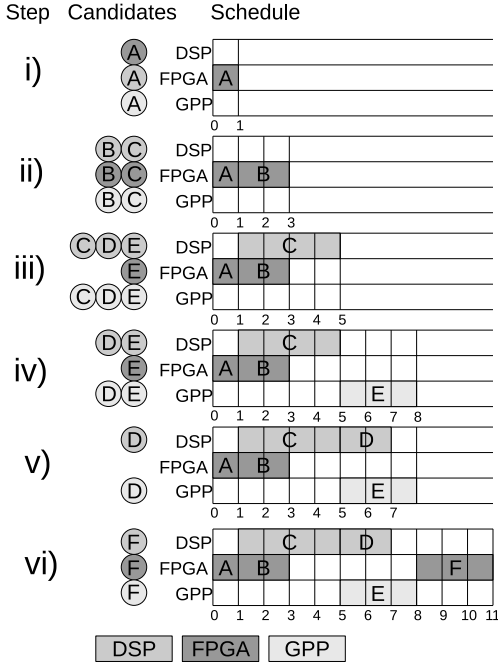 Step Candidates Schedule
i)
A DSP
A FPGA A
A GPP
0 1
ii)
B C DSP
B C FPGA A B
B C GPP
0 1 2 3
iii)
C D E DSP C
E FPGA A B
C D E GPP
0 1 2 3 4 5
iv)
D E DSP C
E FPGA A B
D E GPP E
0 1 2 3 4 5 6 7 8
v)
D DSP C D
FPGA A B
D GPP E
0 1 2 3 4 5 6 7
vi)
F DSP C D
F FPGA A B F
F GPP E
0 1 2 3 4 5 6 7 8 9 10 11
DSP FPGA GPP